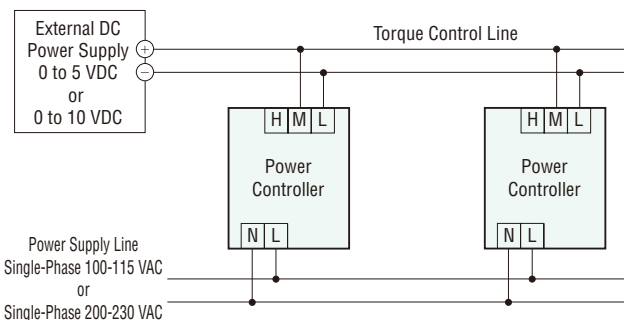 External DC
Power Supply
0 to 5 VDC
or
0 to 10 VDC
+
−
Torque Control Line
H M L
Power
Controller
N L
H M L
Power
Controller
N L
Power Supply Line
Single-Phase 100-115 VAC
or
Single-Phase 200-230 VAC